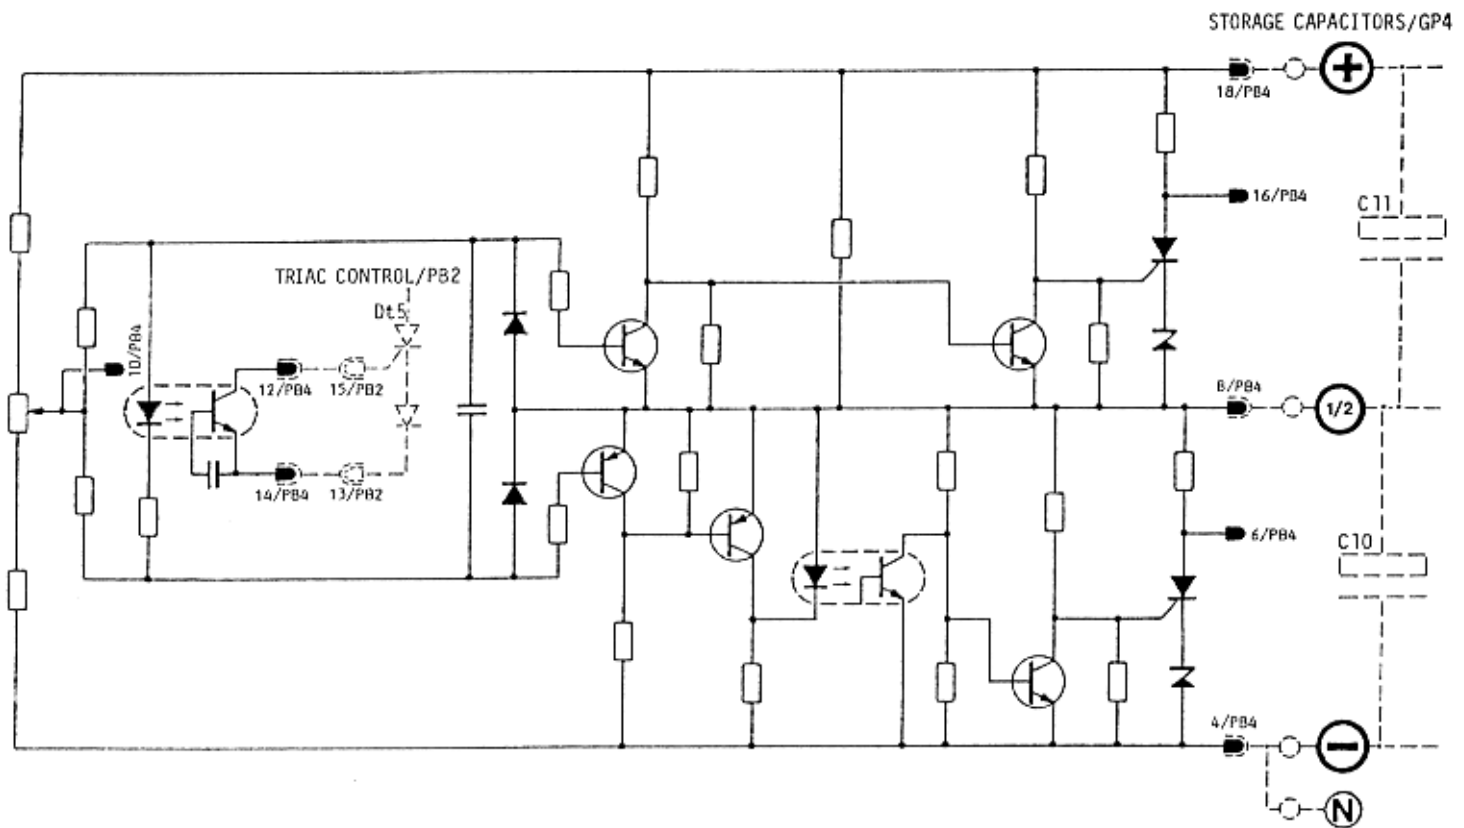 STORAGE CAPACITORS/GP4
+
18/PB4
16/PB4
C11
TRIAC CONTROL/PB2
Dt5
10/PB4
12/PB4
15/PB2
8/PB4
1/2
14/PB4
13/PB2
6/PB4
C10
4/PB4
−
N